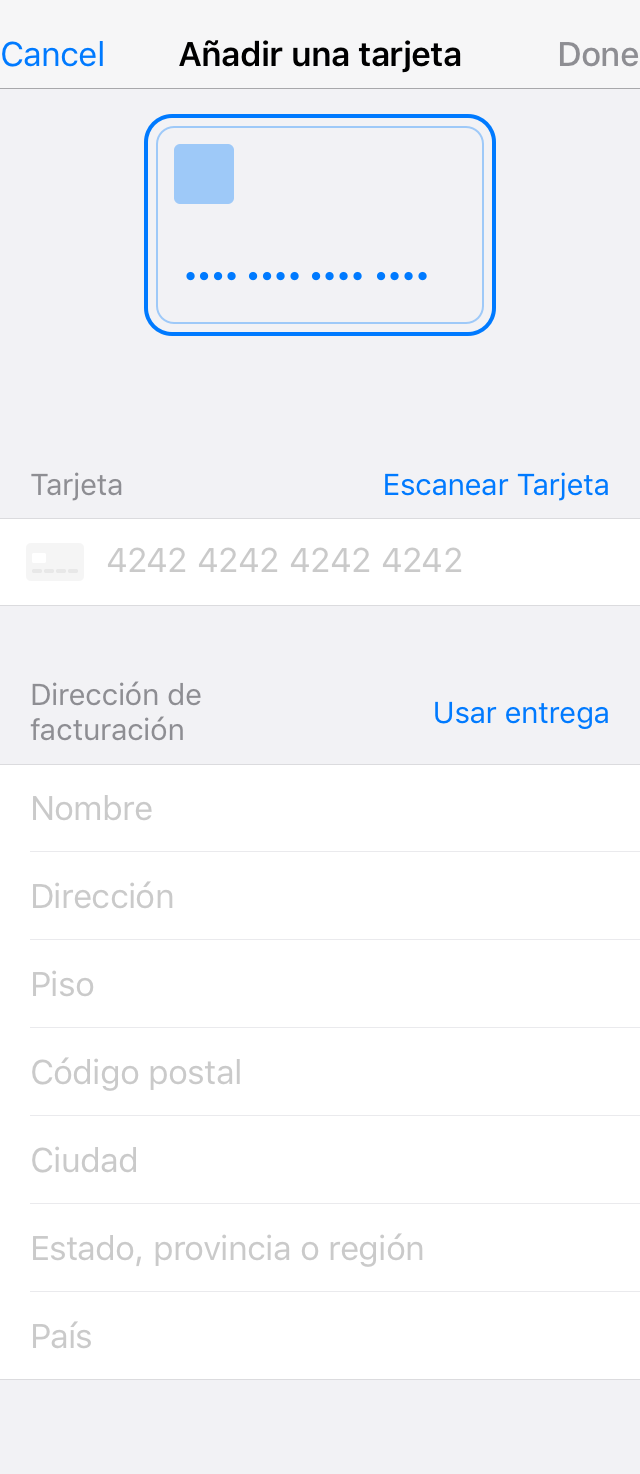 Cancel Añadir una tarjeta Done
•••• •••• •••• ••••
Tarjeta Escanear Tarjeta
4242 4242 4242 4242
Dirección de
facturación
Usar entrega
Nombre
Dirección
Piso
Código postal
Ciudad
Estado, provincia o región
País